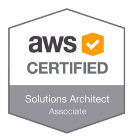 aws
CERTIFIED
Solutions Architect
Associate